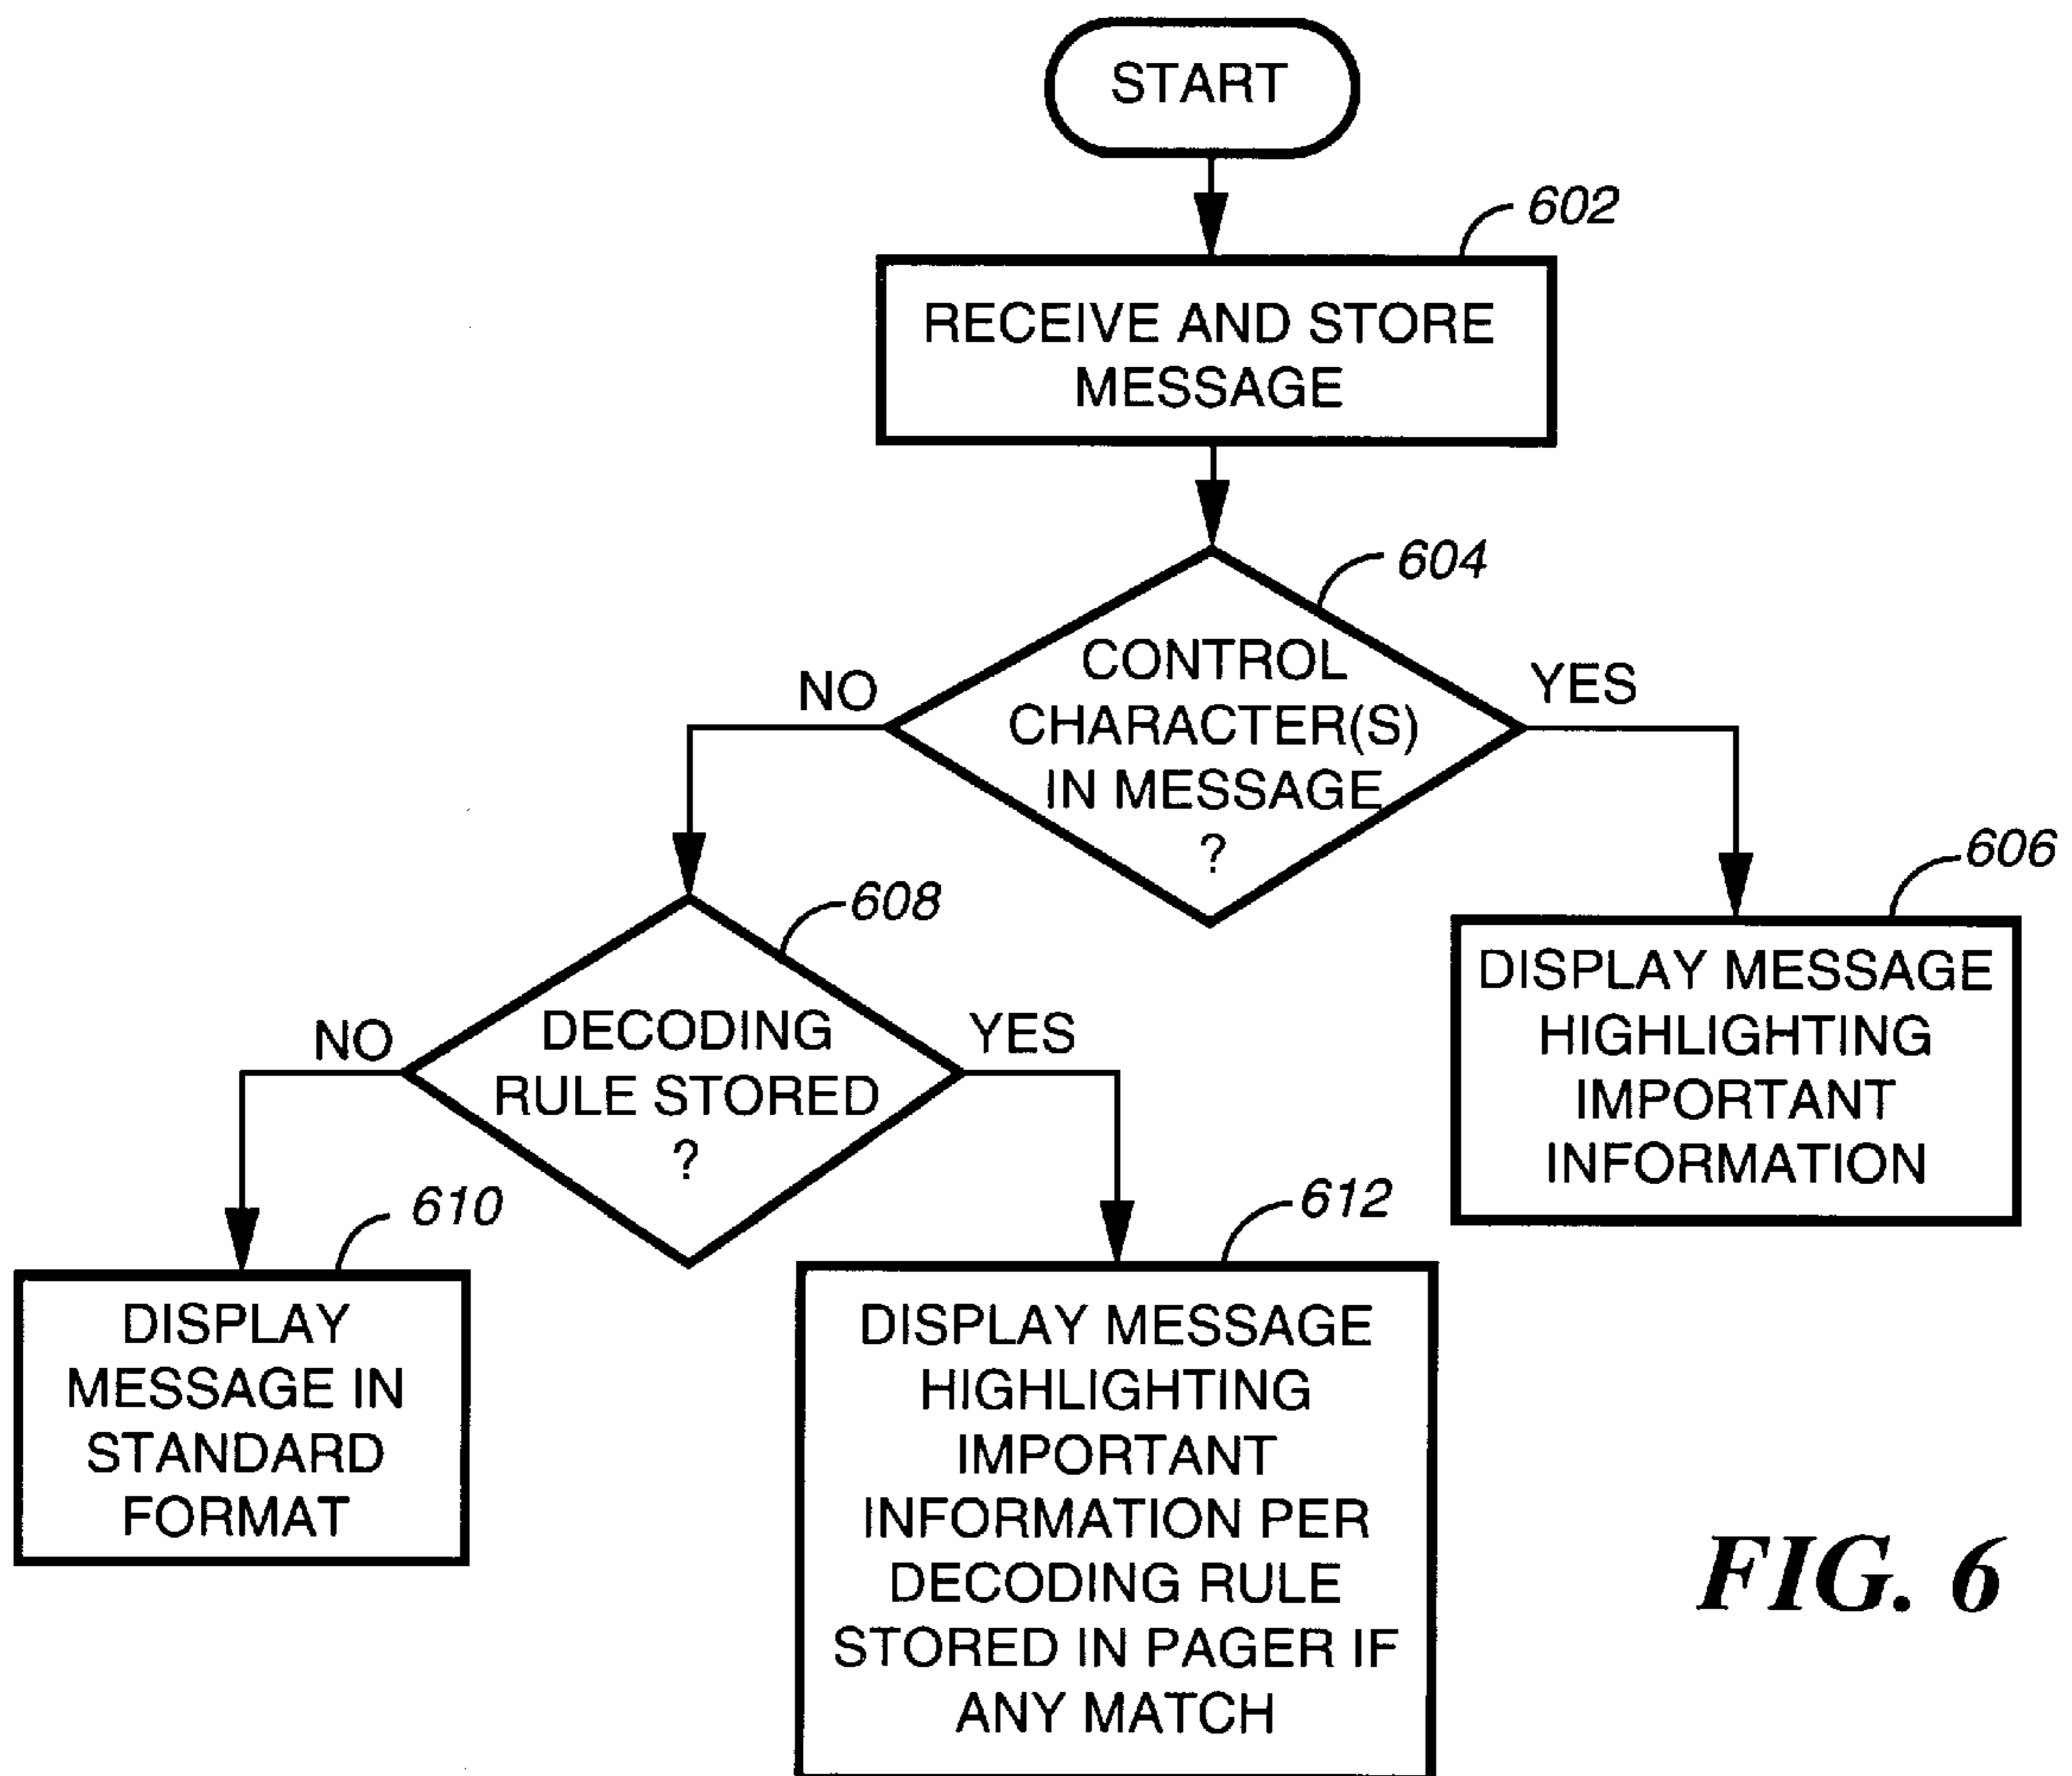 START
602
RECEIVE AND STORE
MESSAGE
604
CONTROL
CHARACTER(S)
IN MESSAGE
?
NO
YES
606
DISPLAY MESSAGE
HIGHLIGHTING
IMPORTANT
INFORMATION
608
DECODING
RULE STORED
?
NO
YES
610
DISPLAY
MESSAGE IN
STANDARD
FORMAT
612
DISPLAY MESSAGE
HIGHLIGHTING
IMPORTANT
INFORMATION PER
DECODING RULE
STORED IN PAGER IF
ANY MATCH
FIG. 6